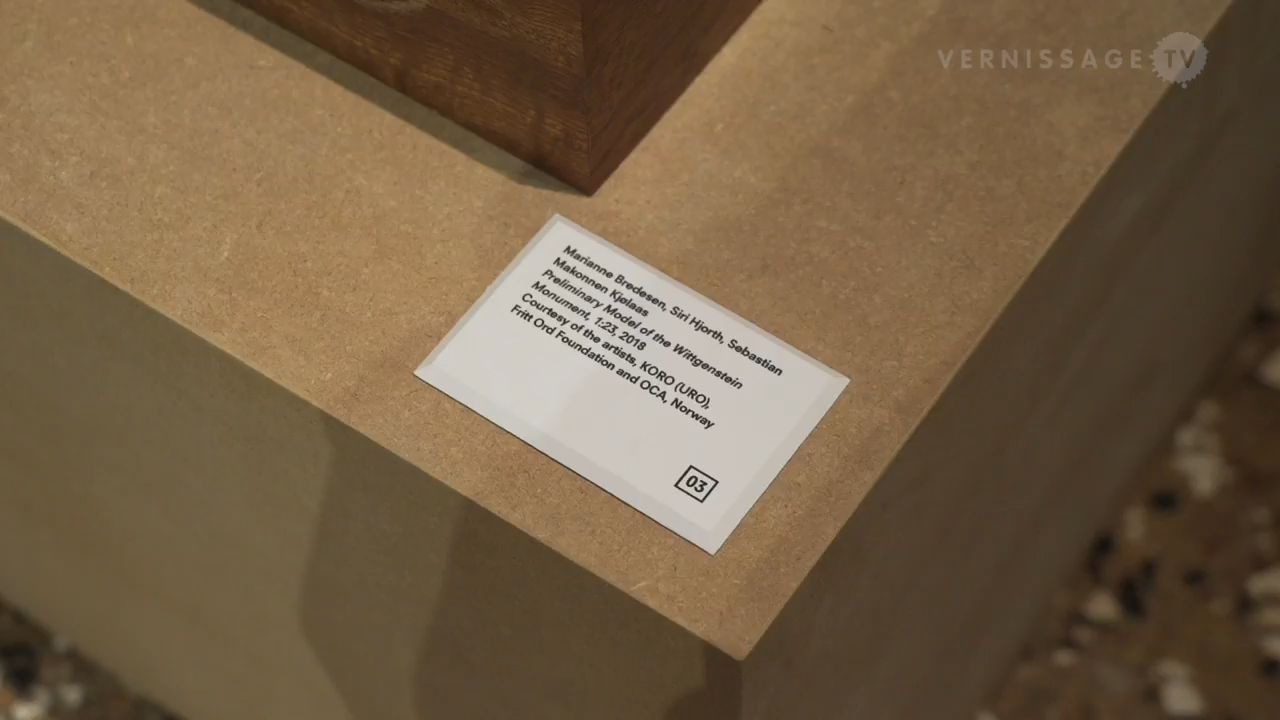 VERNISSAGE TV
Marianne Bredesen, Siri Hjorth, Sebastian
Makonnen Kjølaas
Preliminary Model of the Wittgenstein
Monument, 1:23, 2018
Courtesy of the artists, KORO (URO),
Fritt Ord Foundation and OCA, Norway
03